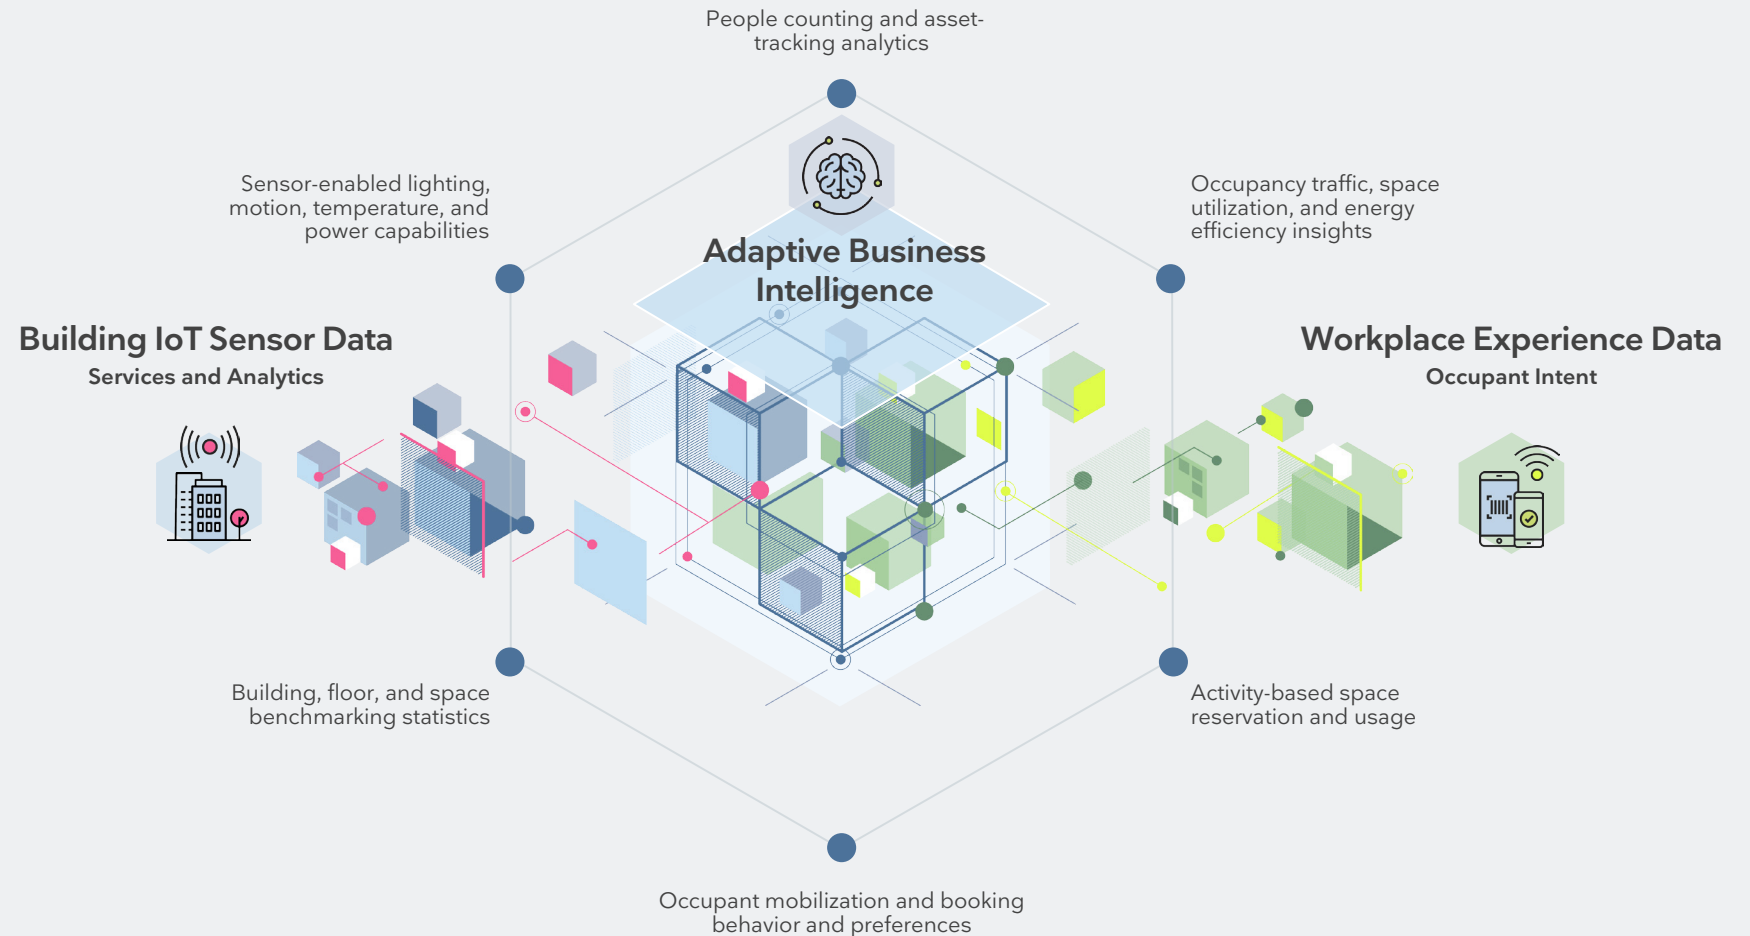 People counting and asset-
tracking analytics
Sensor-enabled lighting,
motion, temperature, and
power capabilities
Occupancy traffic, space
utilization, and energy
efficiency insights
Adaptive Business
Intelligence
Building IoT Sensor Data
Services and Analytics
Workplace Experience Data
Occupant Intent
Building, floor, and space
benchmarking statistics
Activity-based space
reservation and usage
Occupant mobilization and booking
behavior and preferences